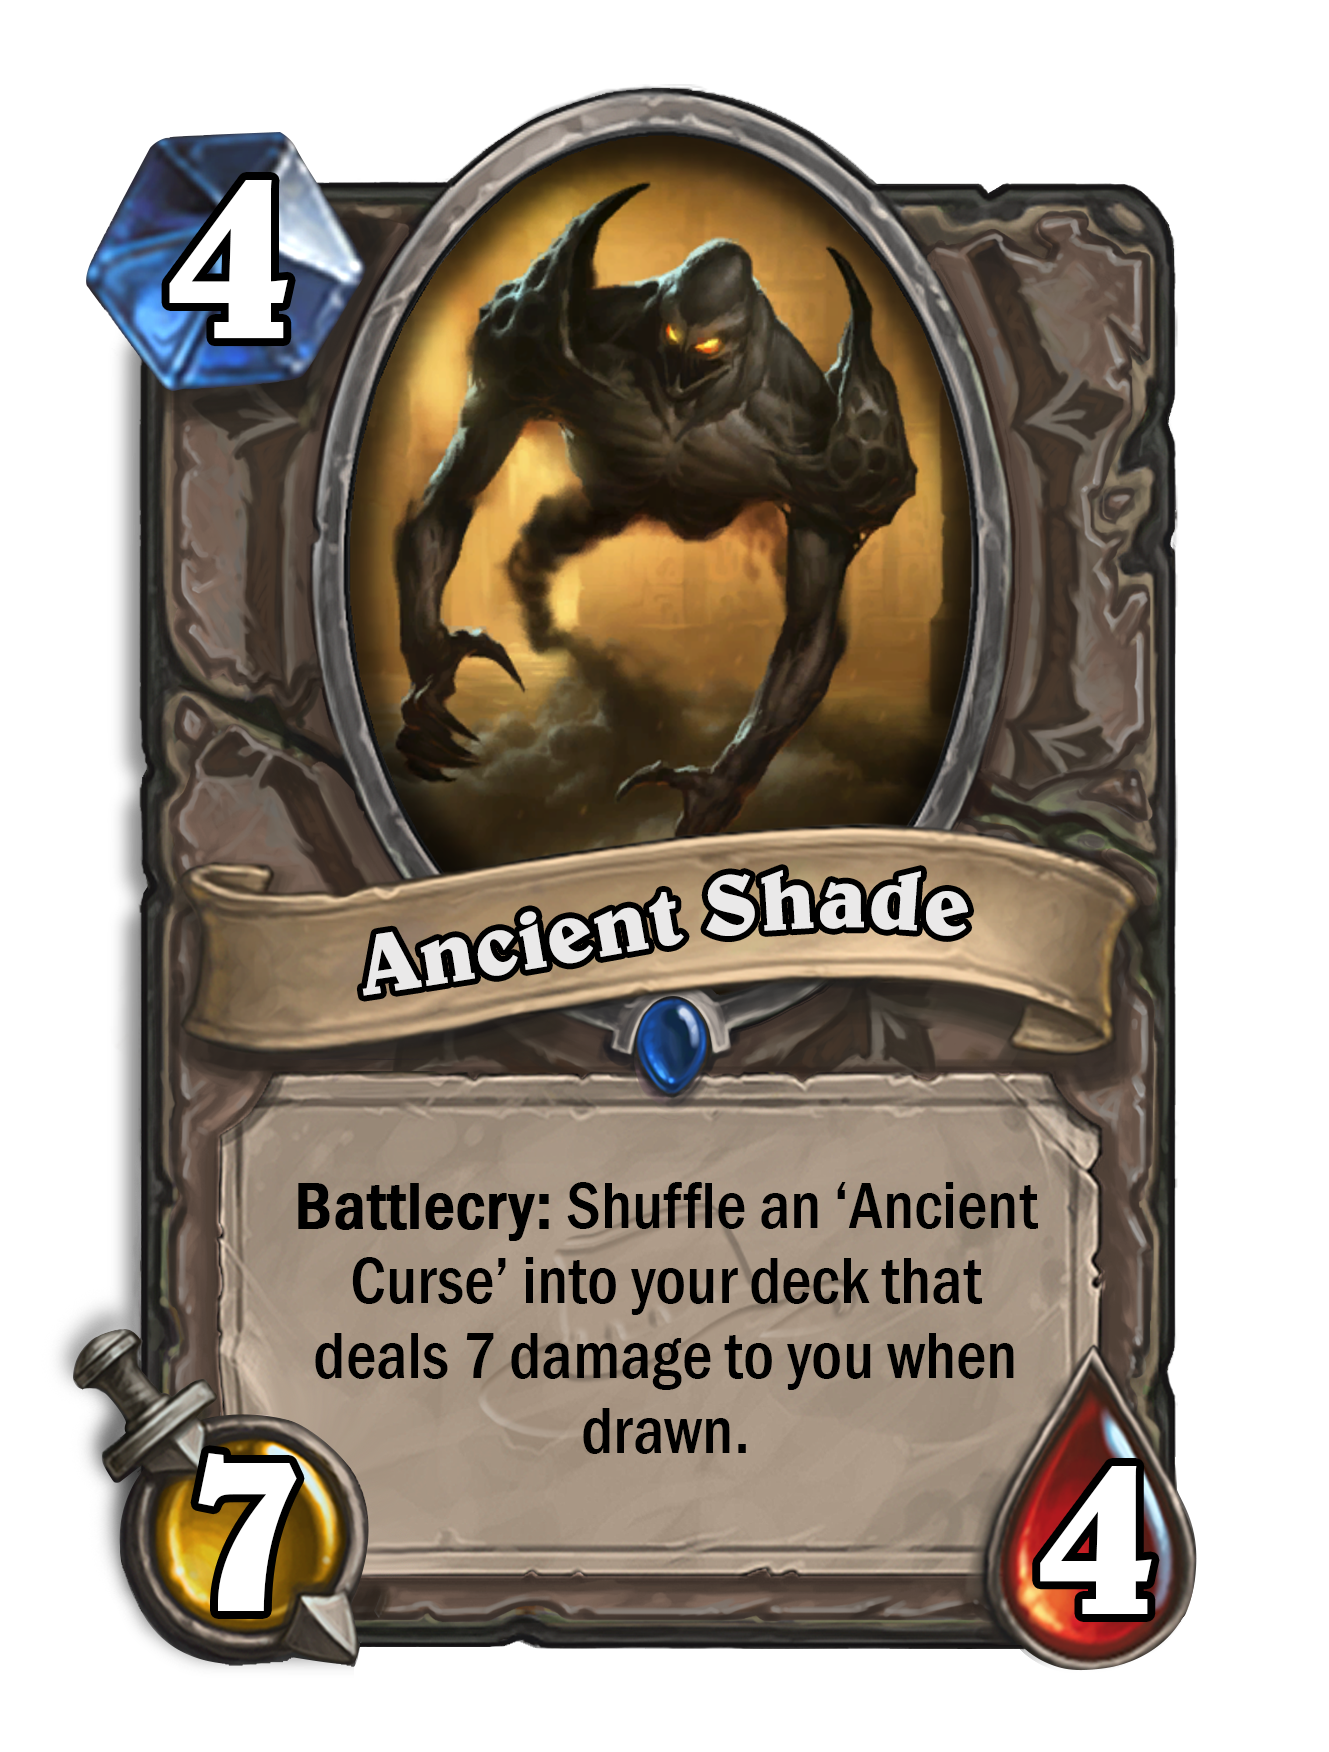 4
Ancient Shade
Battlecry: Shuffle an ‘Ancient
Curse’ into your deck that
deals 7 damage to you when
drawn.
7
4